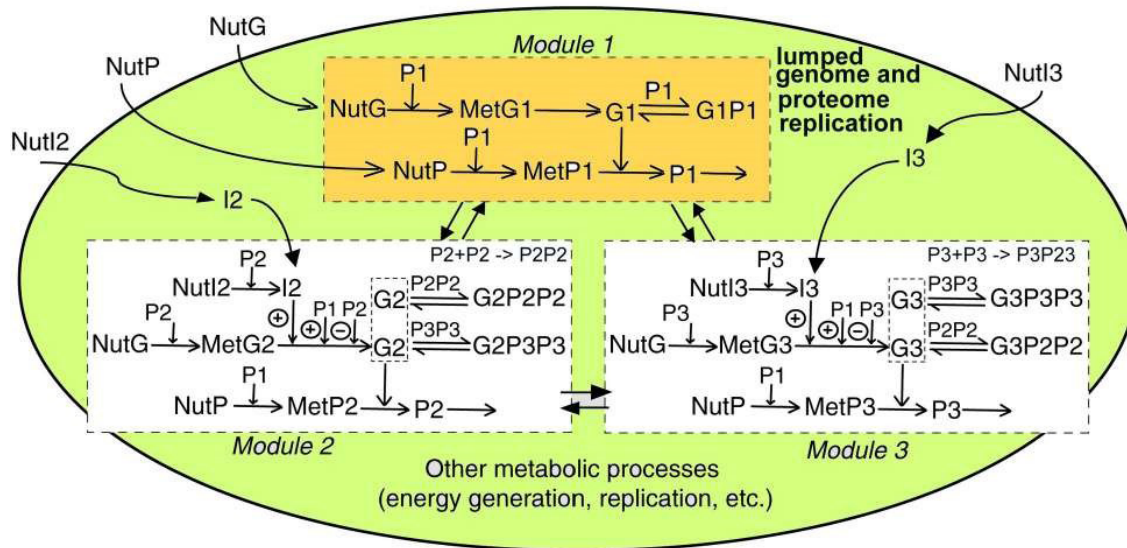 NutG
Module 1
lumped
genome and
proteome
replication
NutP
NutI3
NutI2
P1
P1
NutG MetG1 G1 G1P1
P1
NutP MetP1 P1
I3
I2
P2+P2 -> P2P2
P2
NutI2 I2
P2 + + P1 - P2
G2 P2P2 G2P2P2
NutG MetG2 G2 P3P3 G2P3P3
P1
NutP MetP2 P2
Module 2
P3+P3 -> P3P23
P3
NutI3 I3
P3 + + P1 - P3
G3 P3P3 G3P3P3
NutG MetG3 G3 P2P2 G3P2P2
P1
NutP MetP3 P3
Module 3
Other metabolic processes
(energy generation, replication, etc.)